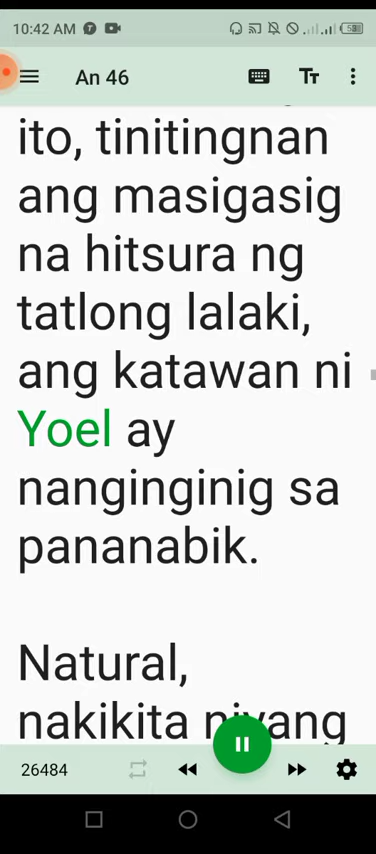 10:42 AM
An 46
ito, tinitingnan
ang masigasig
na hitsura ng
tatlong lalaki,
ang katawan ni
Yoel ay
nanginginig sa
pananabik.
Natural,
nakikita niyang
26484